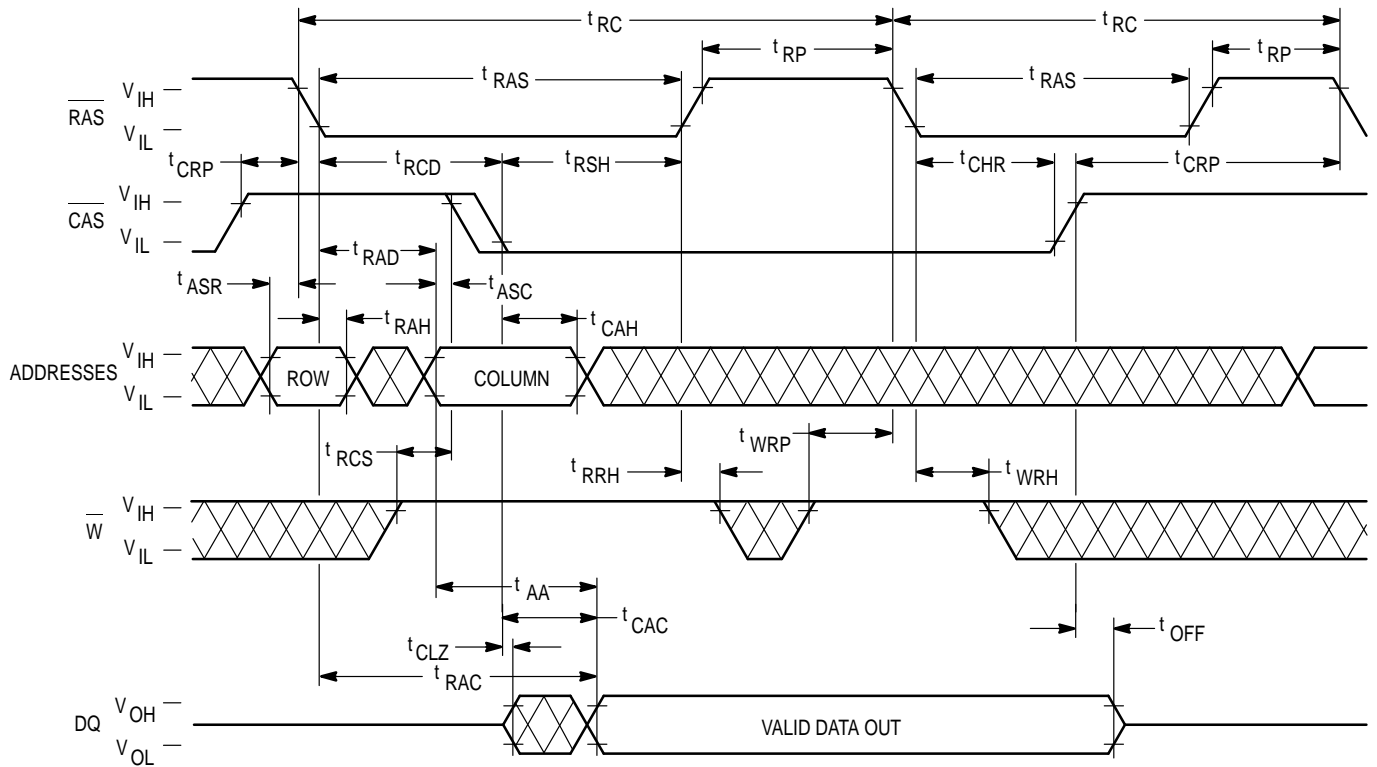 t RC t RC
t RP t RP
t RAS t RAS
RAS V IH
V IL
t CRP t RCD t RSH t CHR t CRP
CAS V IH
V IL
t RAD
t ASR t ASC
t RAH t CAH
ADDRESSES V IH
V IL
ROW COLUMN
t RCS t WRP
t RRH t WRH
W V IH
V IL
t AA
t CAC
t OFF
t CLZ
t RAC
DQ V OH
V OL
VALID DATA OUT